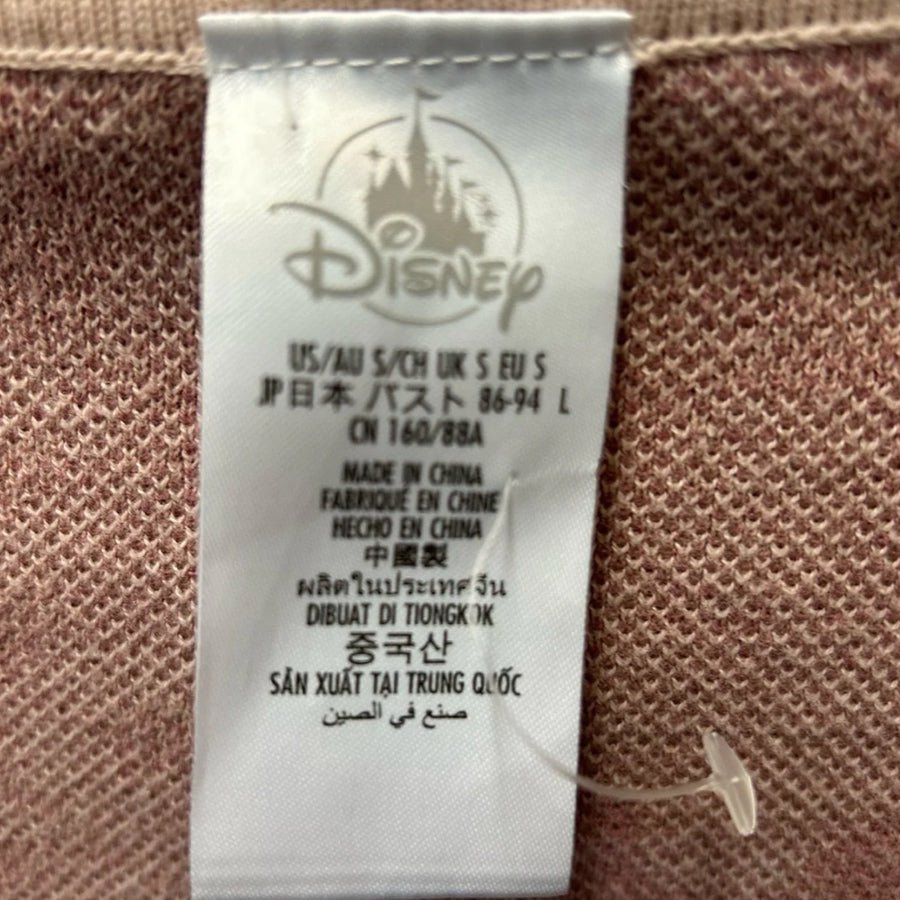 Disney
US/AU S/CH UK S EU S
JP 日本 バスト 86-94 L
CN 160/88A
MADE IN CHINA
FABRIQUÉ EN CHINE
HECHO EN CHINA
中國製
ผลิตในประเทศจีน
DIBUAT DI TIONGKOK
중국산
SẢN XUẤT TẠI TRUNG QUỐC
صنع في الصين